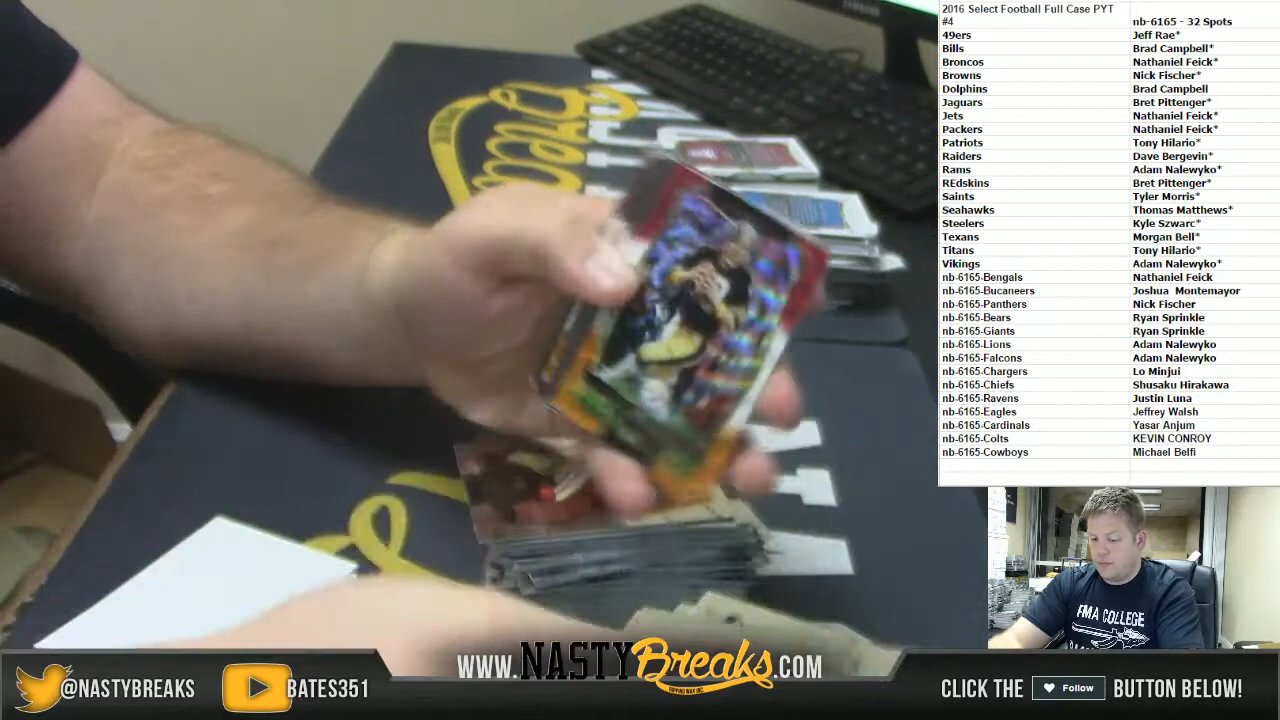 2016 Select Football Full Case PYT
#4 nb-6165 - 32 Spots
49ers Jeff Rae*
Bills Brad Campbell*
Broncos Nathaniel Feick*
Browns Nick Fischer*
Dolphins Brad Campbell
Jaguars Bret Pittenger*
Jets Nathaniel Feick*
Packers Nathaniel Feick*
Patriots Tony Hilario*
Raiders Dave Bergevin*
Rams Adam Nalewyko*
REdskins Bret Pittenger*
Saints Tyler Morris*
Seahawks Thomas Matthews*
Steelers Kyle Szwarc*
Texans Morgan Bell*
Titans Tony Hilario*
Vikings Adam Nalewyko*
nb-6165-Bengals Nathaniel Feick
nb-6165-Bucaneers Joshua Montemayor
nb-6165-Panthers Nick Fischer
nb-6165-Bears Ryan Sprinkle
nb-6165-Giants Ryan Sprinkle
nb-6165-Lions Adam Nalewyko
nb-6165-Falcons Adam Nalewyko
nb-6165-Chargers Lo Minjui
nb-6165-Chiefs Shusaku Hirakawa
nb-6165-Ravens Justin Luna
nb-6165-Eagles Jeffrey Walsh
nb-6165-Cardinals Yasar Anjum
nb-6165-Colts KEVIN CONROY
nb-6165-Cowboys Michael Belfi
FMA COLLEGE
WWW.NASTYBreaks.COM
RIPPING WAX INC.
@NASTYBREAKS
BATES351
CLICK THE Follow BUTTON BELOW!